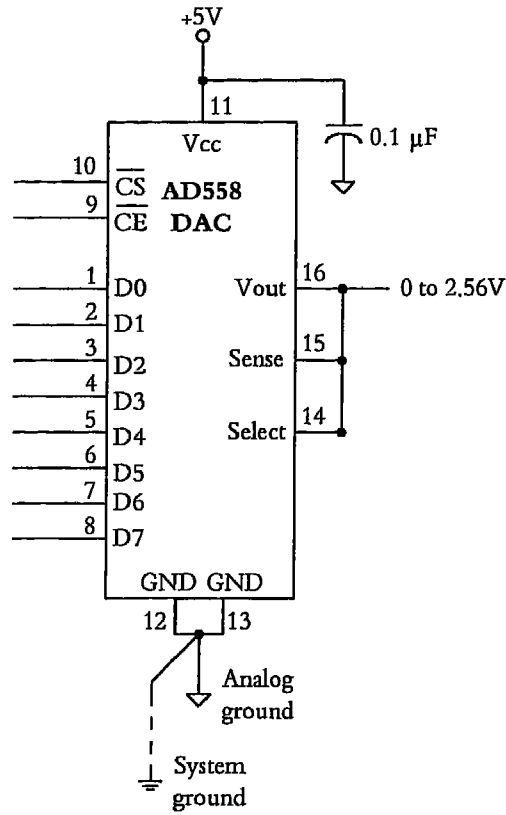 +5V
11
Vcc
0.1 µF
10
CS AD558
9
CE DAC
1
D0
Vout
16
0 to 2.56V
2
D1
3
D2
Sense
15
4
D3
5
D4
Select
14
6
D5
7
D6
8
D7
GND GND
12
13
Analog
ground
System
ground